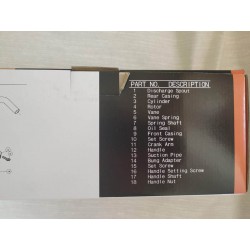 PART NO. DESCRIPTION
1 Discharge Spout
2 Rear Casing
3 Cylinder
4 Rotor
5 Vane
6 Vane Spring
7 Spring Shaft
8 Oil Seal
9 Front Casing
10 Set Screw
11 Crank Arm
12 Handle
13 Suction Pipe
14 Bung Adapter
15 Set Screw
16 Handle Setting Screw
17 Handle Shaft
18 Handle Nut